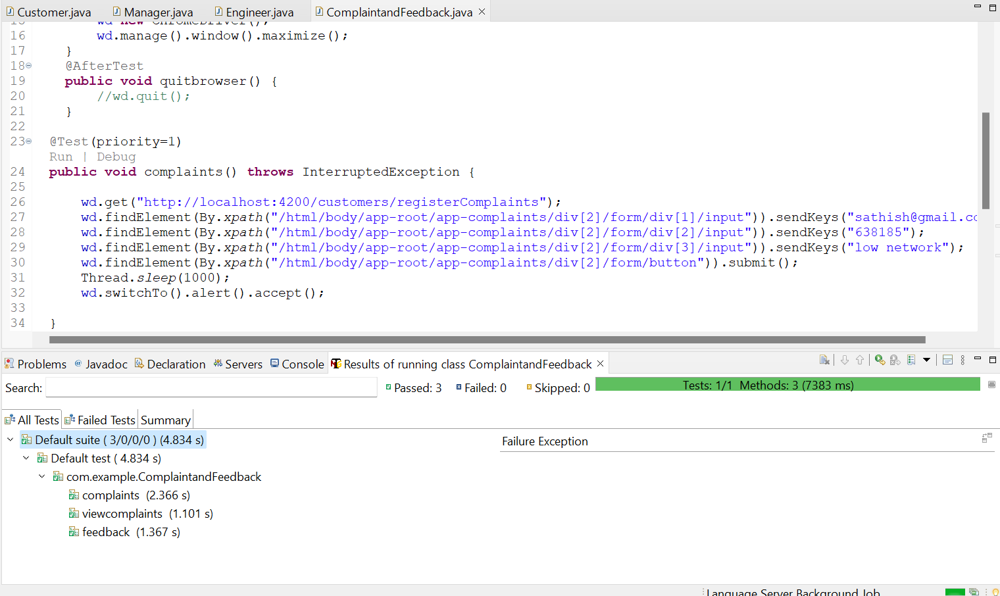 Customer.java Manager.java Engineer.java ComplaintandFeedback.java
15 wd new ChromeDriver();
16 wd.manage().window().maximize();
17 }
18 @AfterTest
19 public void quitbrowser() {
20 //wd.quit();
21 }
22
23 @Test(priority=1)
Run | Debug
24 public void complaints() throws InterruptedException {
25
26 wd.get("http://localhost:4200/customers/registerComplaints");
27 wd.findElement(By.xpath("/html/body/app-root/app-complaints/div[2]/form/div[1]/input")).sendKeys("sathish@gmail.co
28 wd.findElement(By.xpath("/html/body/app-root/app-complaints/div[2]/form/div[2]/input")).sendKeys("638185");
29 wd.findElement(By.xpath("/html/body/app-root/app-complaints/div[2]/form/div[3]/input")).sendKeys("low network");
30 wd.findElement(By.xpath("/html/body/app-root/app-complaints/div[2]/form/button")).submit();
31 Thread.sleep(1000);
32 wd.switchTo().alert().accept();
33
34 }
Problems Javadoc Declaration Servers Console Results of running class ComplaintandFeedback
Search: Passed: 3 Failed: 0 Skipped: 0 Tests: 1/1 Methods: 3 (7383 ms)
All Tests Failed Tests Summary
Default suite ( 3/0/0/0 ) (4.834 s) Failure Exception
Default test ( 4.834 s)
com.example.ComplaintandFeedback
complaints (2.366 s)
viewcomplaints (1.101 s)
feedback (1.367 s)
Language Server Background Job